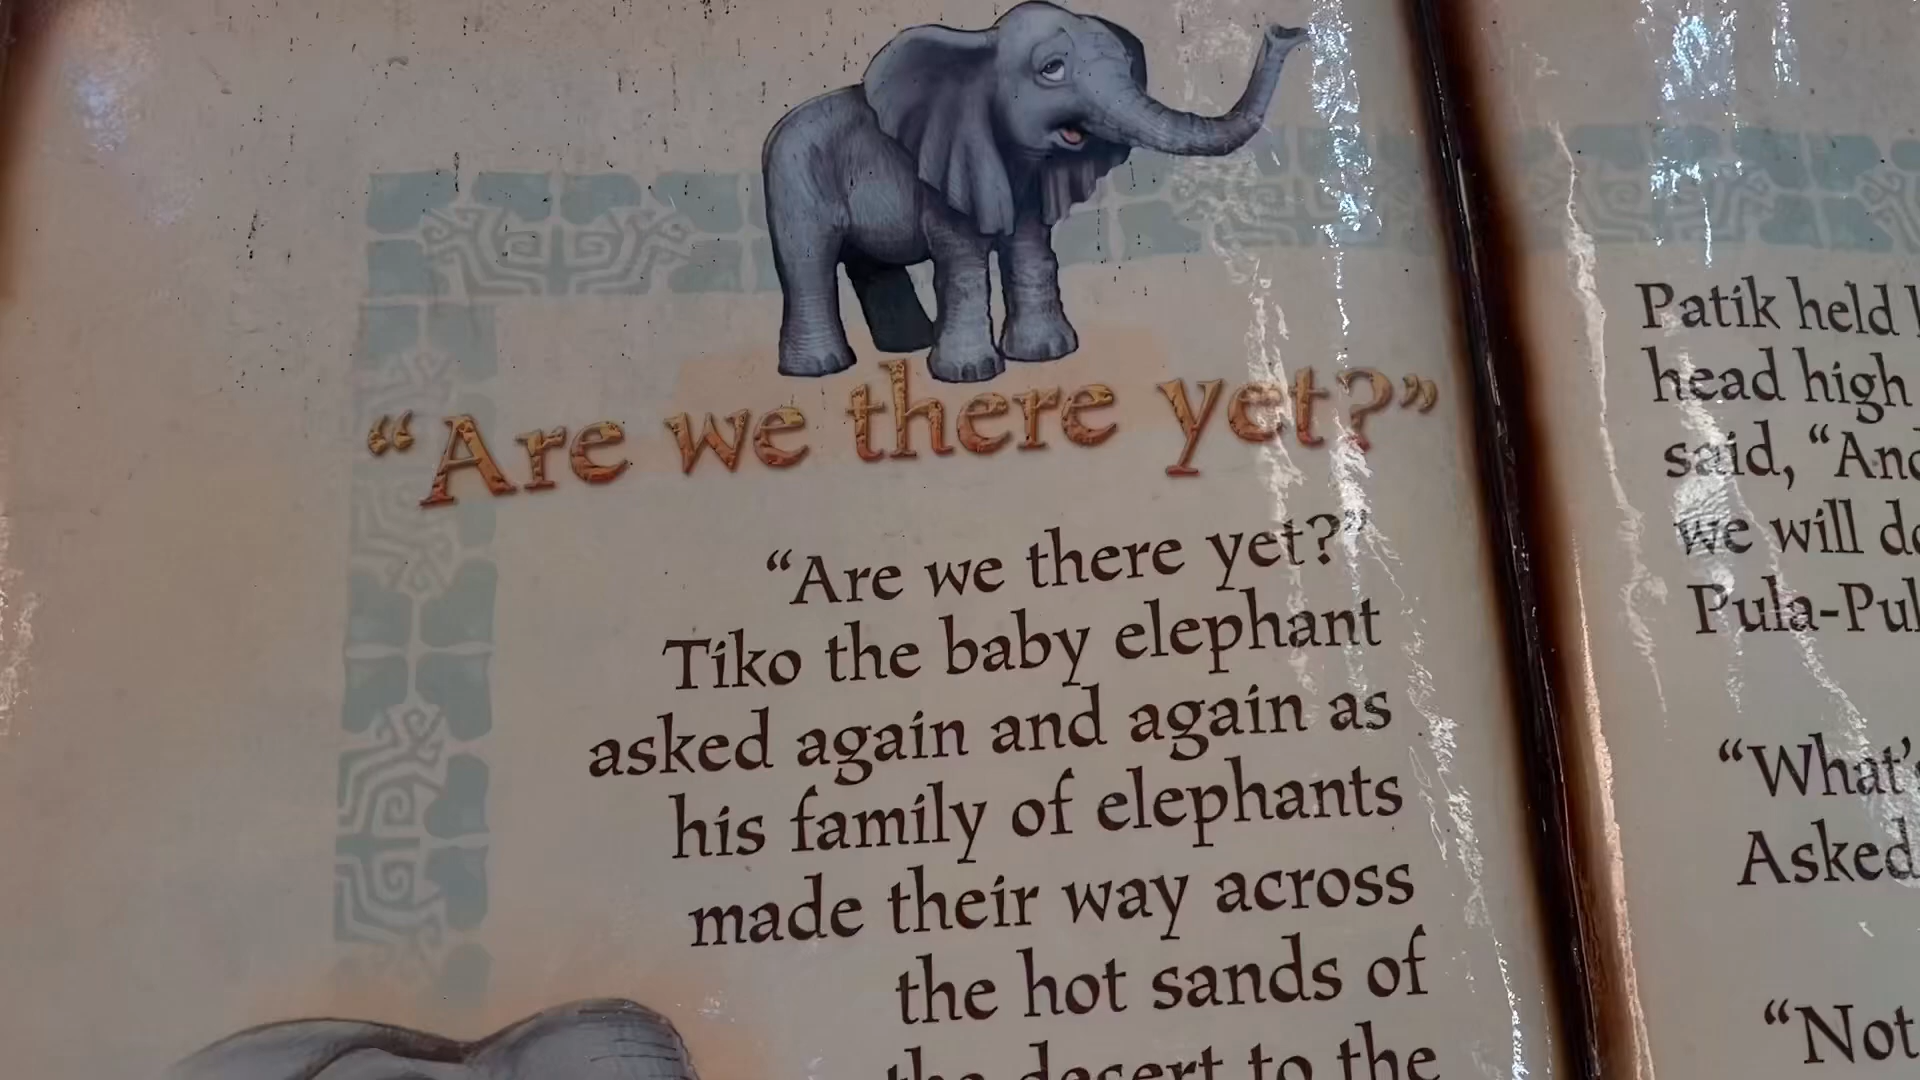 “Are we there yet?”
“Are we there yet?”
Tiko the baby elephant
asked again and again as
his family of elephants
made their way across
the hot sands of
the desert to the
Patik held
head high
said, “And
we will do
Pula-Pul
“What’s
Asked
“Not